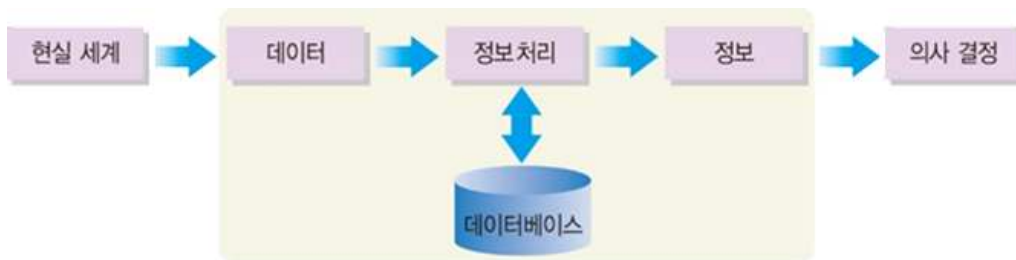 현실 세계
데이터
정보처리
정보
의사 결정
데이터베이스